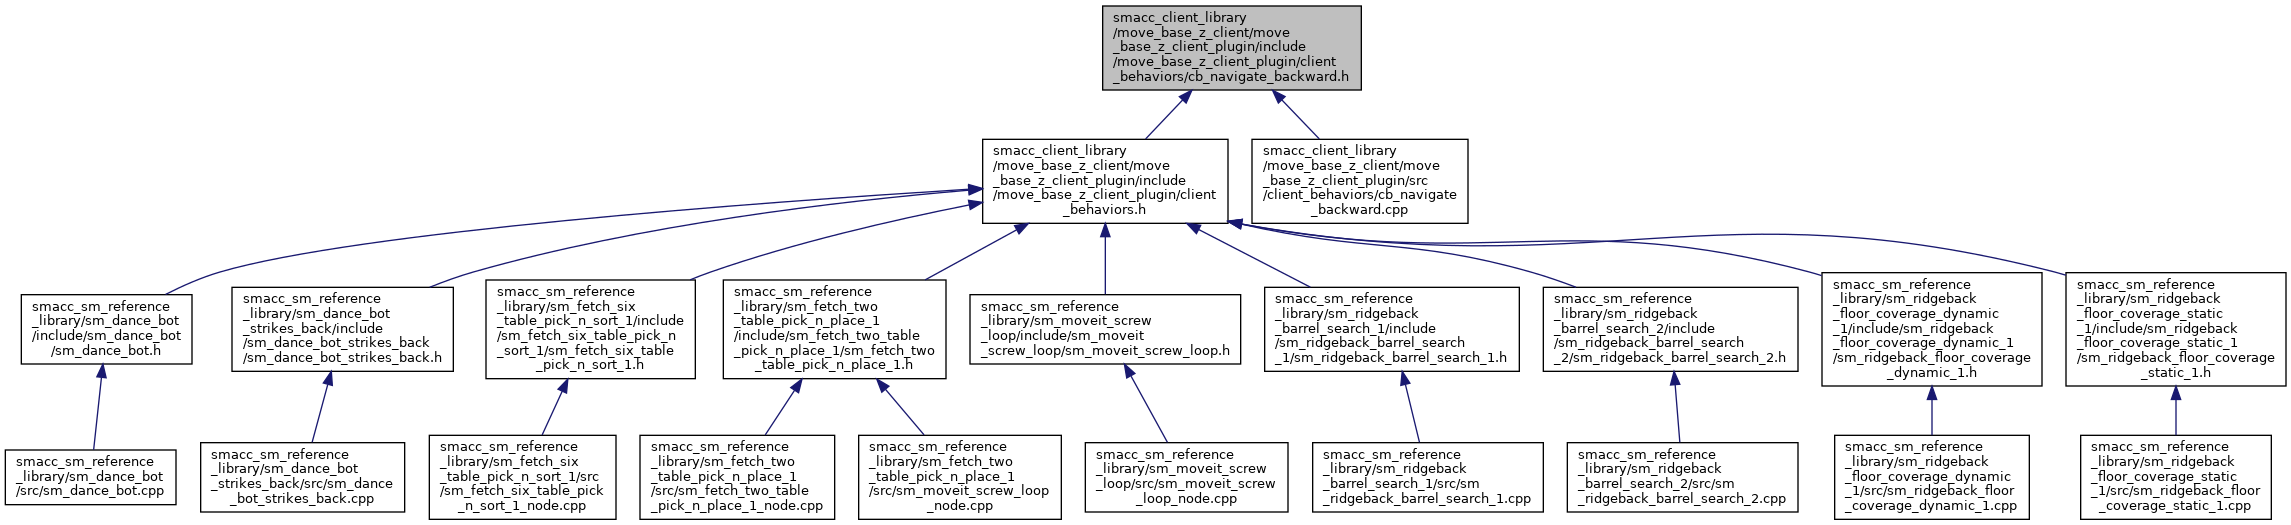 smacc_client_library
/move_base_z_client/move
_base_z_client_plugin/include
/move_base_z_client_plugin/client
_behaviors/cb_navigate_backward.h
smacc_client_library
/move_base_z_client/move
_base_z_client_plugin/include
/move_base_z_client_plugin/client
_behaviors.h
smacc_client_library
/move_base_z_client/move
_base_z_client_plugin/src
/client_behaviors/cb_navigate
_backward.cpp
smacc_sm_reference
_library/sm_dance_bot
/include/sm_dance_bot
/sm_dance_bot.h
smacc_sm_reference
_library/sm_dance_bot
_strikes_back/include
/sm_dance_bot_strikes_back
/sm_dance_bot_strikes_back.h
smacc_sm_reference
_library/sm_fetch_six
_table_pick_n_sort_1/include
/sm_fetch_six_table_pick_n
_sort_1/sm_fetch_six_table
_pick_n_sort_1.h
smacc_sm_reference
_library/sm_fetch_two
_table_pick_n_place_1
/include/sm_fetch_two_table
_pick_n_place_1/sm_fetch_two
_table_pick_n_place_1.h
smacc_sm_reference
_library/sm_moveit_screw
_loop/include/sm_moveit
_screw_loop/sm_moveit_screw_loop.h
smacc_sm_reference
_library/sm_ridgeback
_barrel_search_1/include
/sm_ridgeback_barrel_search
_1/sm_ridgeback_barrel_search_1.h
smacc_sm_reference
_library/sm_ridgeback
_barrel_search_2/include
/sm_ridgeback_barrel_search
_2/sm_ridgeback_barrel_search_2.h
smacc_sm_reference
_library/sm_ridgeback
_floor_coverage_dynamic
_1/include/sm_ridgeback
_floor_coverage_dynamic_1
/sm_ridgeback_floor_coverage
_dynamic_1.h
smacc_sm_reference
_library/sm_ridgeback
_floor_coverage_static
_1/include/sm_ridgeback
_floor_coverage_static_1
/sm_ridgeback_floor_coverage
_static_1.h
smacc_sm_reference
_library/sm_dance_bot
/src/sm_dance_bot.cpp
smacc_sm_reference
_library/sm_dance_bot
_strikes_back/src/sm_dance
_bot_strikes_back.cpp
smacc_sm_reference
_library/sm_fetch_six
_table_pick_n_sort_1/src
/sm_fetch_six_table_pick
_n_sort_1_node.cpp
smacc_sm_reference
_library/sm_fetch_two
_table_pick_n_place_1
/src/sm_fetch_two_table
_pick_n_place_1_node.cpp
smacc_sm_reference
_library/sm_fetch_two
_table_pick_n_place_1
/src/sm_moveit_screw_loop
_node.cpp
smacc_sm_reference
_library/sm_moveit_screw
_loop/src/sm_moveit_screw
_loop_node.cpp
smacc_sm_reference
_library/sm_ridgeback
_barrel_search_1/src/sm
_ridgeback_barrel_search_1.cpp
smacc_sm_reference
_library/sm_ridgeback
_barrel_search_2/src/sm
_ridgeback_barrel_search_2.cpp
smacc_sm_reference
_library/sm_ridgeback
_floor_coverage_dynamic
_1/src/sm_ridgeback_floor
_coverage_dynamic_1.cpp
smacc_sm_reference
_library/sm_ridgeback
_floor_coverage_static
_1/src/sm_ridgeback_floor
_coverage_static_1.cpp